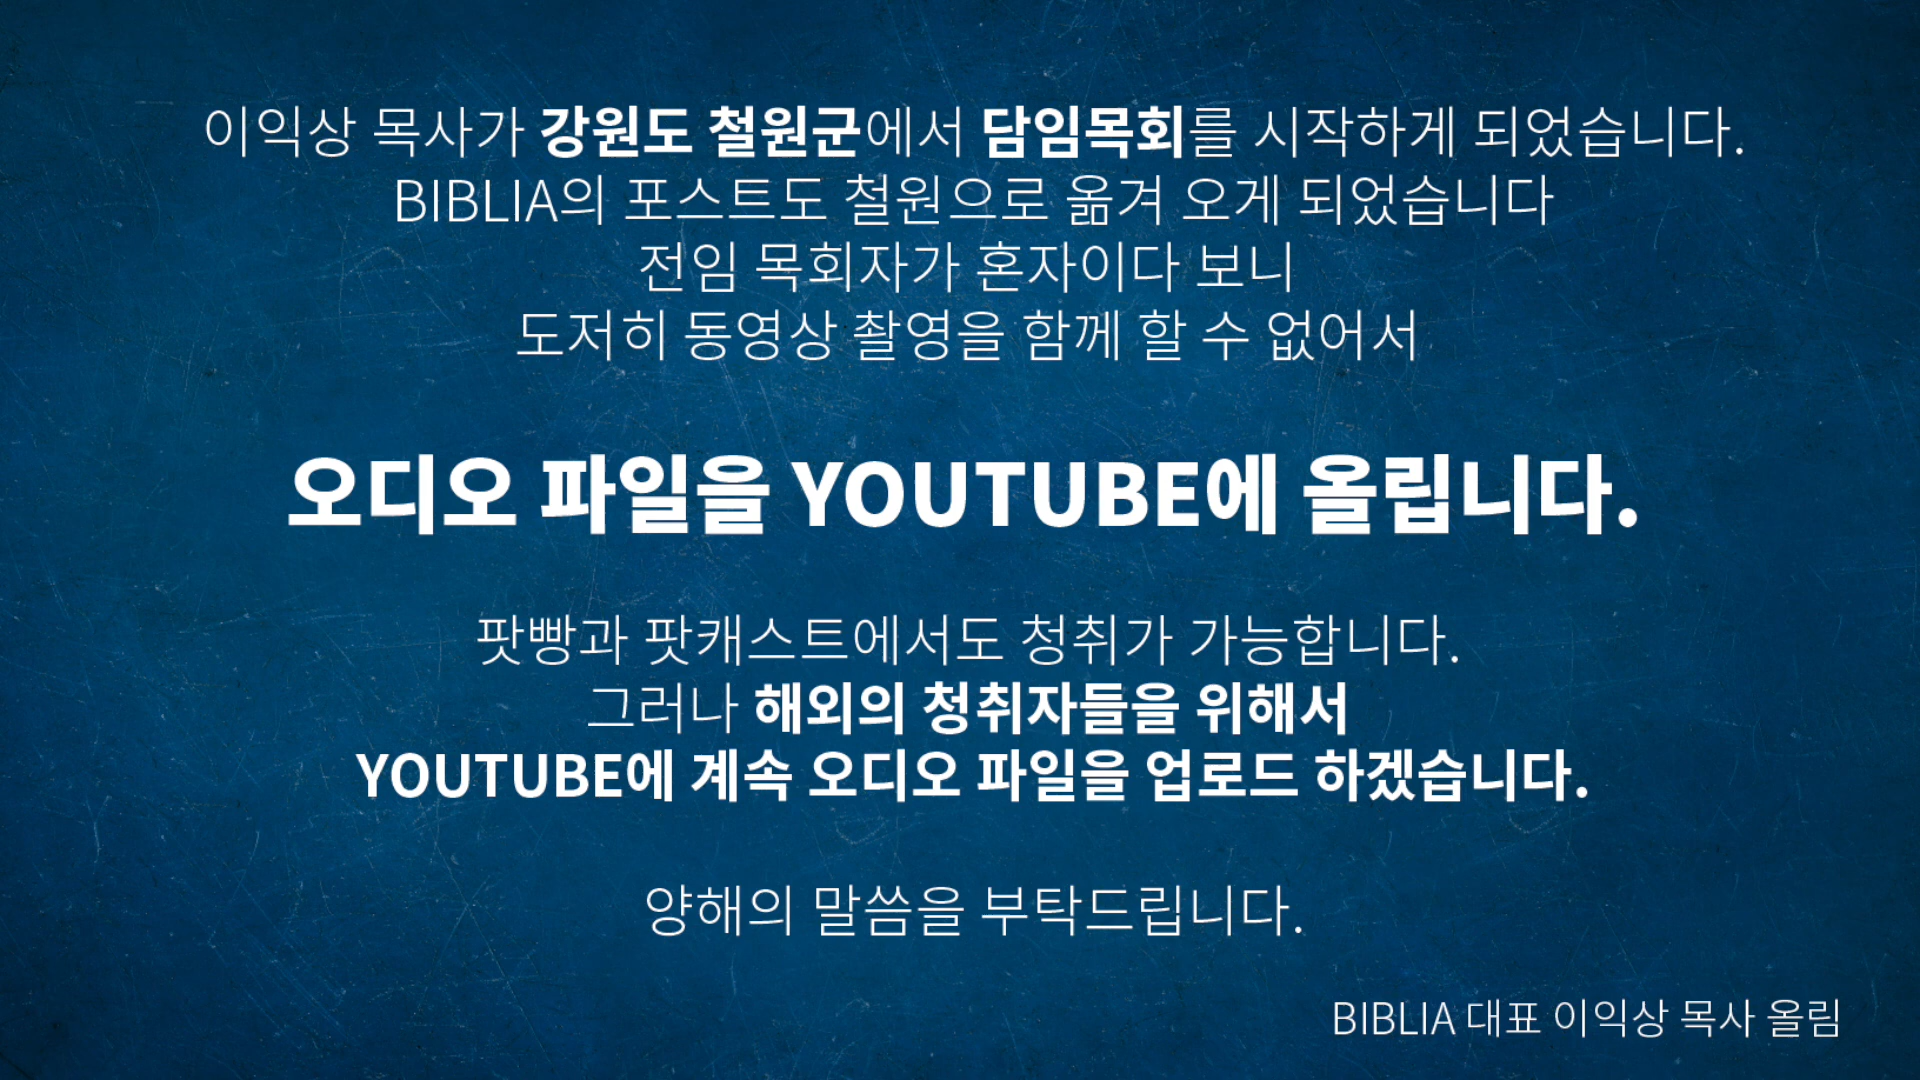 이익상 목사가 강원도 철원군에서 담임목회를 시작하게 되었습니다.
BIBLIA의 포스트도 철원으로 옮겨 오게 되었습니다
전임 목회자가 혼자이다 보니
도저히 동영상 촬영을 함께 할 수 없어서
오디오 파일을 YOUTUBE에 올립니다.
팟빵과 팟캐스트에서도 청취가 가능합니다.
그러나 해외의 청취자들을 위해서
YOUTUBE에 계속 오디오 파일을 업로드 하겠습니다.
양해의 말씀을 부탁드립니다.
BIBLIA 대표 이익상 목사 올림